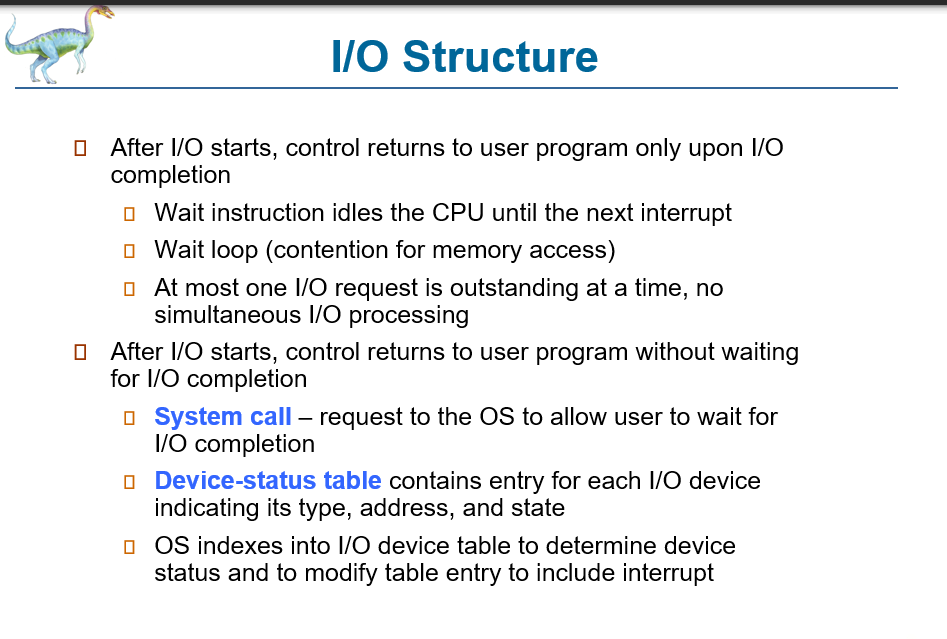 I/O Structure
After I/O starts, control returns to user program only upon I/O
completion
Wait instruction idles the CPU until the next interrupt
Wait loop (contention for memory access)
At most one I/O request is outstanding at a time, no
simultaneous I/O processing
After I/O starts, control returns to user program without waiting
for I/O completion
System call – request to the OS to allow user to wait for
I/O completion
Device-status table contains entry for each I/O device
indicating its type, address, and state
OS indexes into I/O device table to determine device
status and to modify table entry to include interrupt